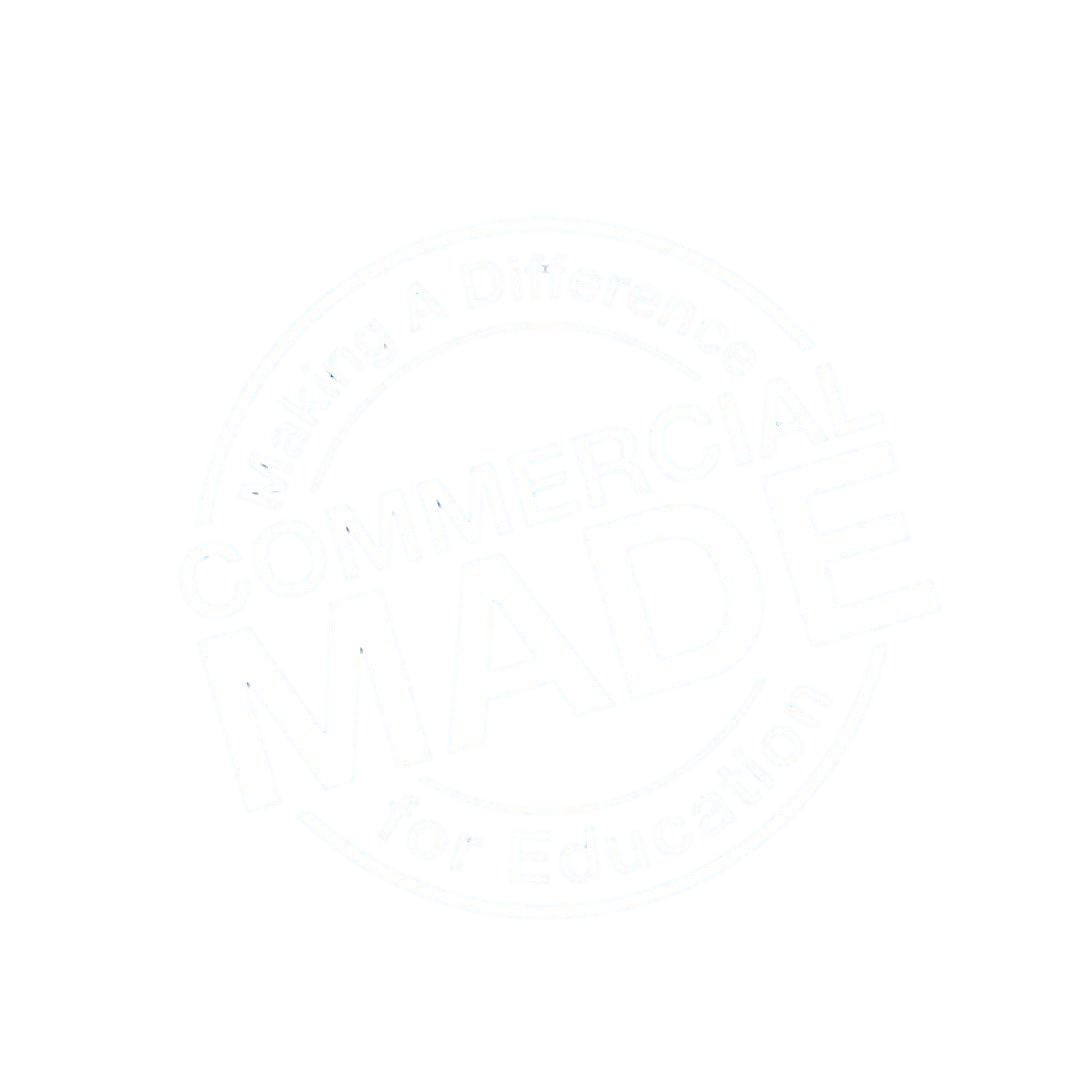 Making A Difference
COMMERCIAL
MADE
for Education